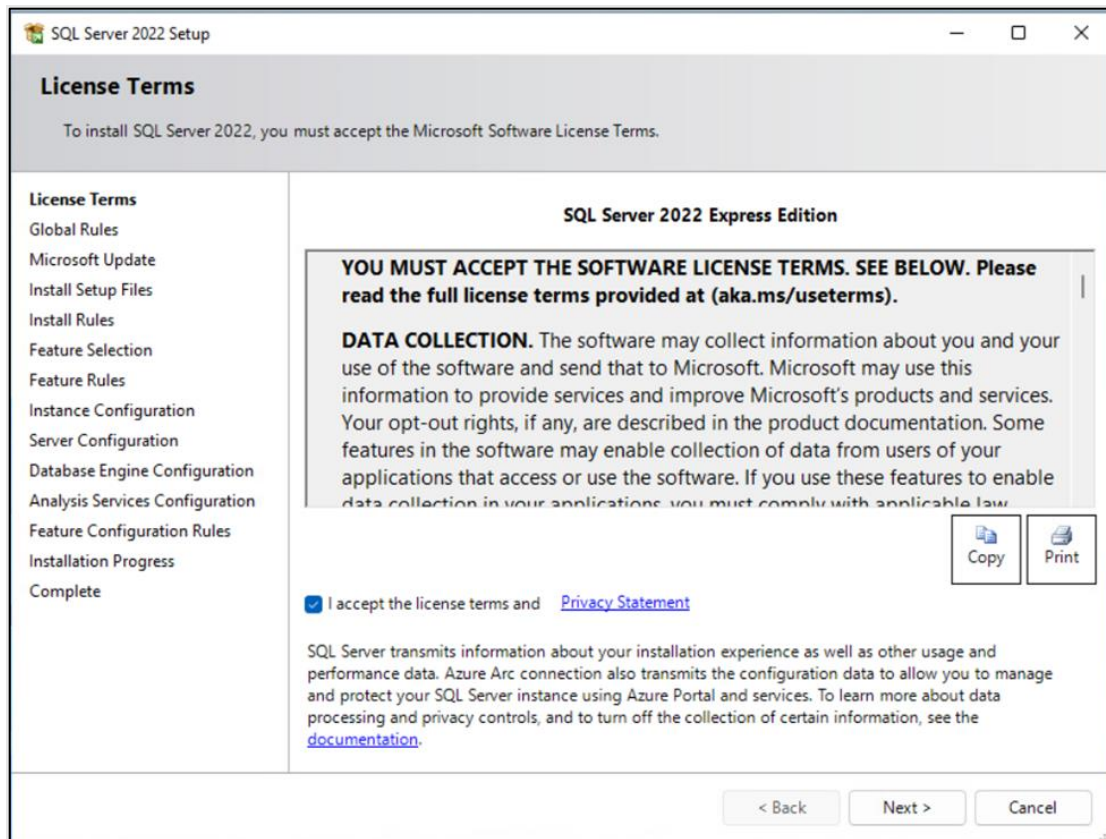 SQL Server 2022 Setup
License Terms
To install SQL Server 2022, you must accept the Microsoft Software License Terms.
License Terms
Global Rules
Microsoft Update
Install Setup Files
Install Rules
Feature Selection
Feature Rules
Instance Configuration
Server Configuration
Database Engine Configuration
Analysis Services Configuration
Feature Configuration Rules
Installation Progress
Complete
SQL Server 2022 Express Edition
YOU MUST ACCEPT THE SOFTWARE LICENSE TERMS. SEE BELOW. Please
read the full license terms provided at (aka.ms/useterms).
DATA COLLECTION. The software may collect information about you and your
use of the software and send that to Microsoft. Microsoft may use this
information to provide services and improve Microsoft's products and services.
Your opt-out rights, if any, are described in the product documentation. Some
features in the software may enable collection of data from users of your
applications that access or use the software. If you use these features to enable
data collection in your applications, you must comply with applicable law
Copy
Print
I accept the license terms and Privacy Statement
SQL Server transmits information about your installation experience as well as other usage and
performance data. Azure Arc connection also transmits the configuration data to allow you to manage
and protect your SQL Server instance using Azure Portal and services. To learn more about data
processing and privacy controls, and to turn off the collection of certain information, see the
documentation.
< Back
Next >
Cancel